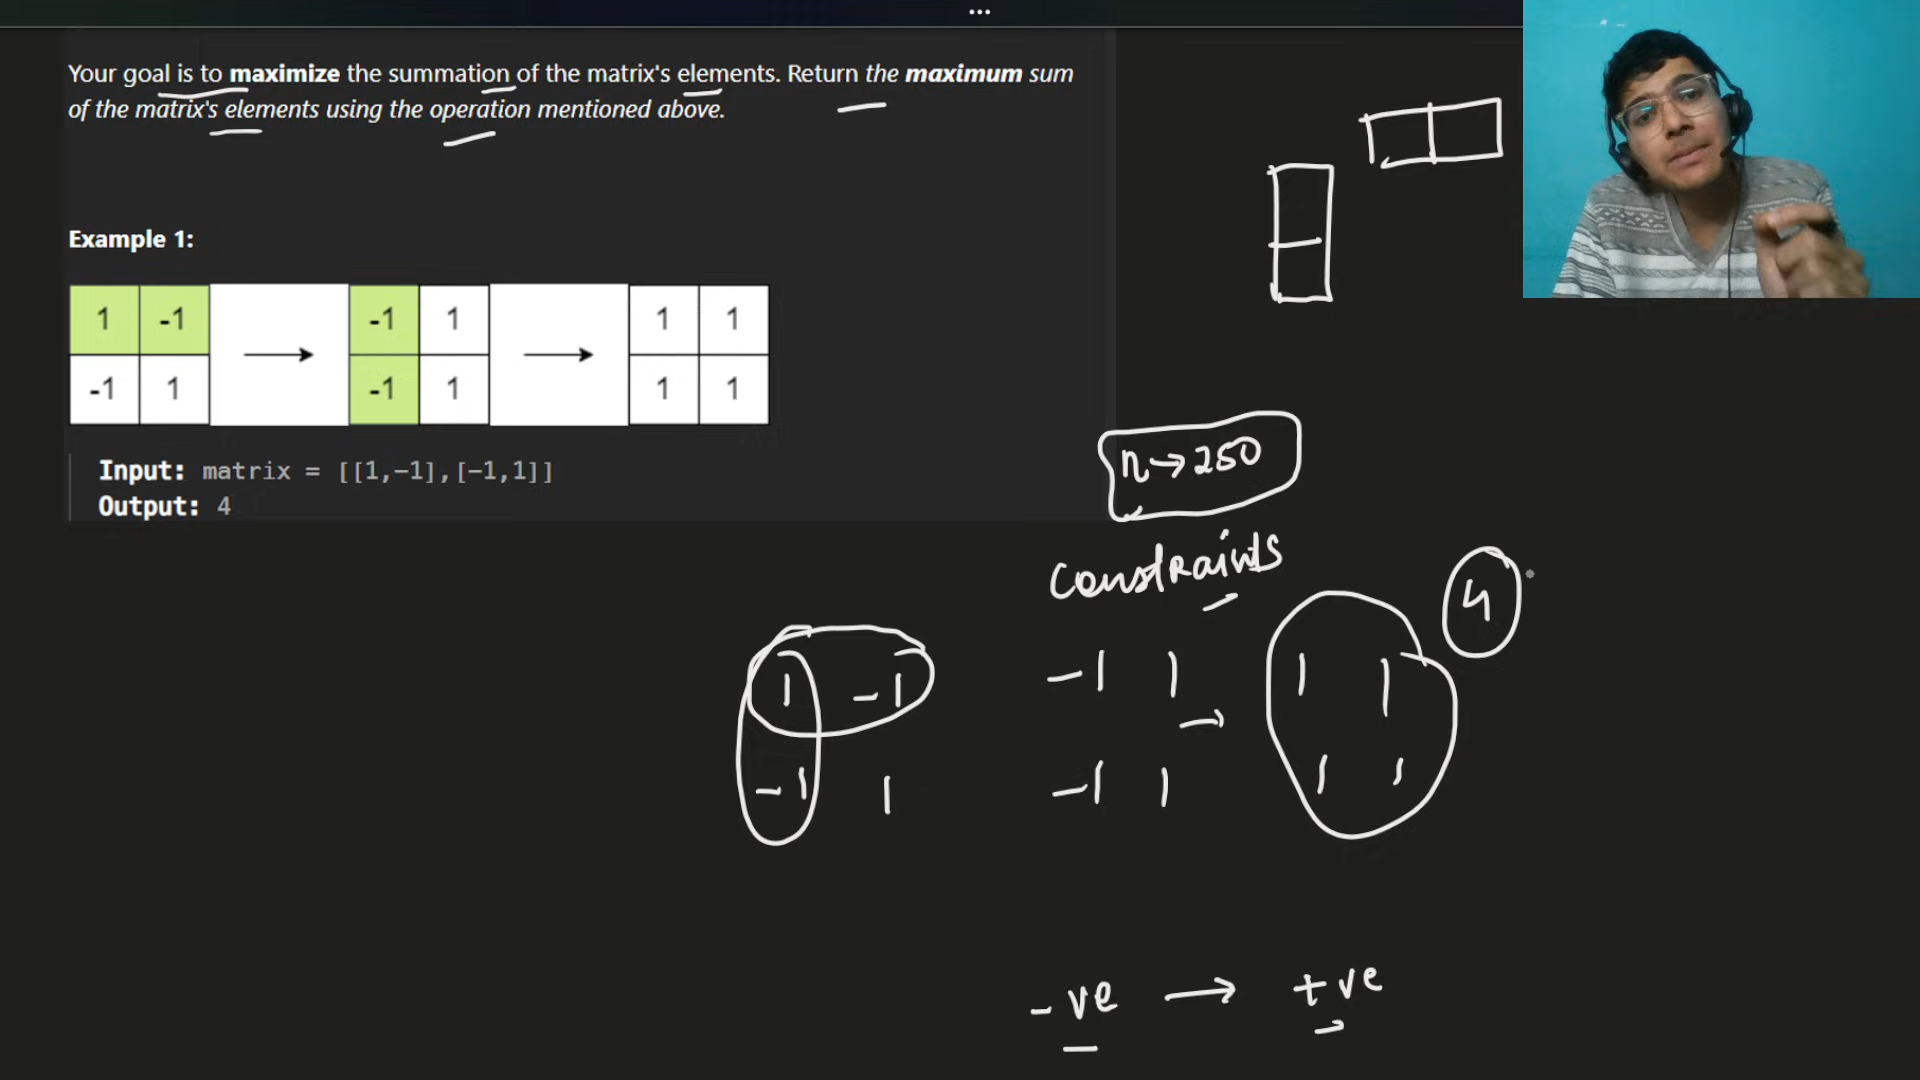 ...
Your goal is to maximize the summation of the matrix's elements. Return the maximum sum
of the matrix's elements using the operation mentioned above.
Example 1:
1 -1 -1 1 1 1
-1 1 -1 1 1 1
Input: matrix = [[1,-1],[-1,1]]
Output: 4
n→250
Constraints
4
1 -1 -1 1 → 1 1
-1 1 -1 1 1 1
-ve → +ve